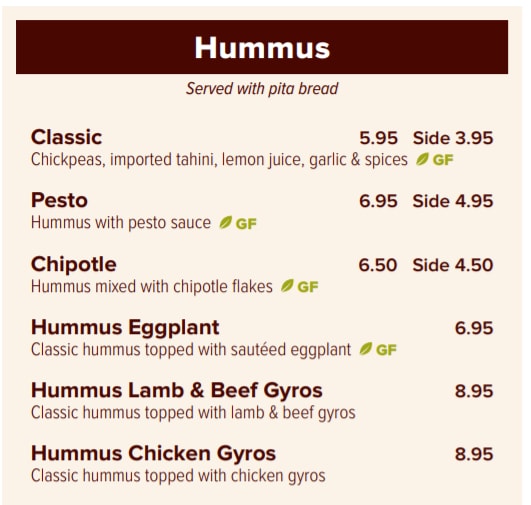 Hummus
Served with pita bread
Classic 5.95 Side 3.95
Chickpeas, imported tahini, lemon juice, garlic & spices GF
Pesto 6.95 Side 4.95
Hummus with pesto sauce GF
Chipotle 6.50 Side 4.50
Hummus mixed with chipotle flakes GF
Hummus Eggplant 6.95
Classic hummus topped with sautéed eggplant GF
Hummus Lamb & Beef Gyros 8.95
Classic hummus topped with lamb & beef gyros
Hummus Chicken Gyros 8.95
Classic hummus topped with chicken gyros